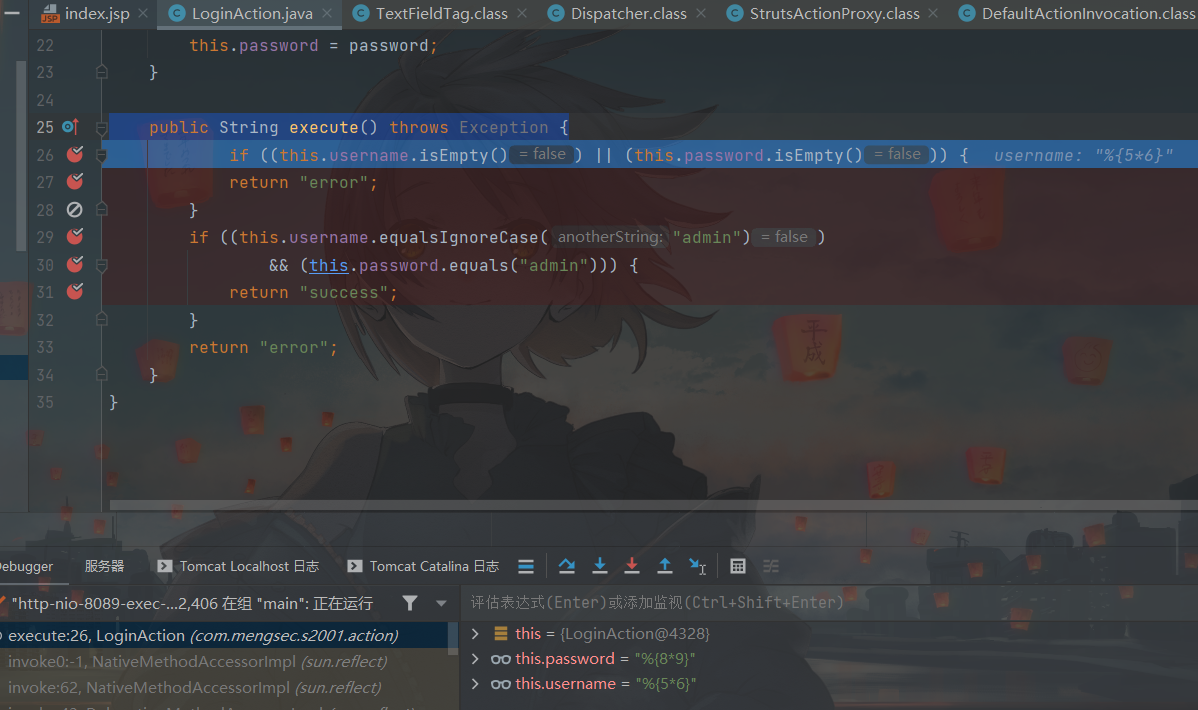 index.jsp LoginAction.java TextFieldTag.class Dispatcher.class StrutsActionProxy.class DefaultActionInvocation.class
22 this.password = password;
23 }
24
25 public String execute() throws Exception {
26 if ((this.username.isEmpty() = false ) || (this.password.isEmpty() = false )) { username: "%{5*6}"
27 return "error";
28 }
29 if ((this.username.equalsIgnoreCase( anotherString: "admin") = false )
30 && (this.password.equals("admin"))) {
31 return "success";
32 }
33 return "error";
34 }
35 }
平成
Debugger 服务器 Tomcat Localhost 日志 Tomcat Catalina 日志
"http-nio-8089-exec-...2,406 在组 "main": 正在运行
评估表达式(Enter)或添加监视(Ctrl+Shift+Enter)
execute:26, LoginAction (com.mengsec.s2001.action)
this = {LoginAction@4328}
invoke0:-1, NativeMethodAccessorImpl (sun.reflect)
this.password = "%{8*9}"
invoke:62, NativeMethodAccessorImpl (sun.reflect)
this.username = "%{5*6}"